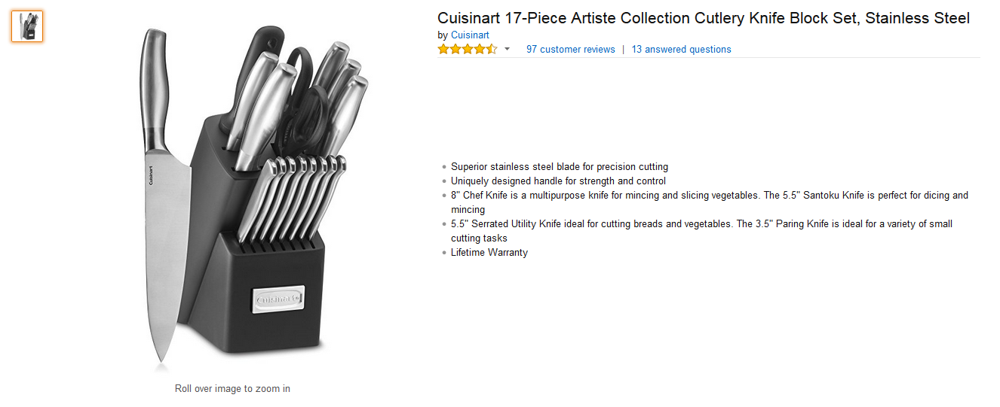 Cuisinart 17-Piece Artiste Collection Cutlery Knife Block Set, Stainless Steel
by Cuisinart
97 customer reviews | 13 answered questions
Superior stainless steel blade for precision cutting
Uniquely designed handle for strength and control
8" Chef Knife is a multipurpose knife for mincing and slicing vegetables. The 5.5" Santoku Knife is perfect for dicing and
mincing
5.5" Serrated Utility Knife ideal for cutting breads and vegetables. The 3.5" Paring Knife is ideal for a variety of small
cutting tasks
Lifetime Warranty
Cuisinart
Cuisinart
Roll over image to zoom in